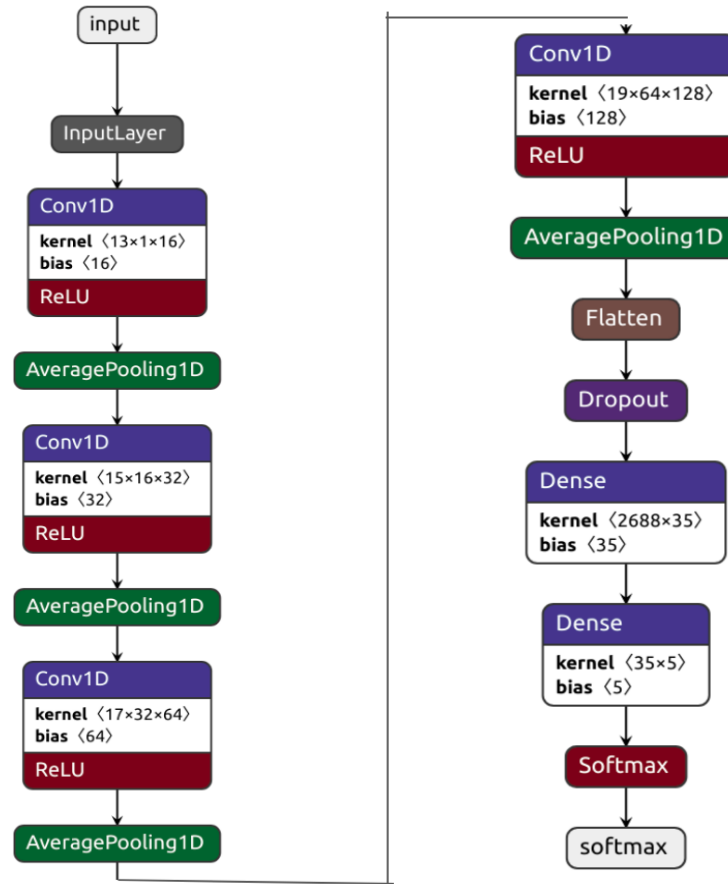 input
InputLayer
Conv1D
kernel 〈13×1×16〉
bias 〈16〉
ReLU
AveragePooling1D
Conv1D
kernel 〈15×16×32〉
bias 〈32〉
ReLU
AveragePooling1D
Conv1D
kernel 〈17×32×64〉
bias 〈64〉
ReLU
AveragePooling1D
Conv1D
kernel 〈19×64×128〉
bias 〈128〉
ReLU
AveragePooling1D
Flatten
Dropout
Dense
kernel 〈2688×35〉
bias 〈35〉
Dense
kernel 〈35×5〉
bias 〈5〉
Softmax
softmax